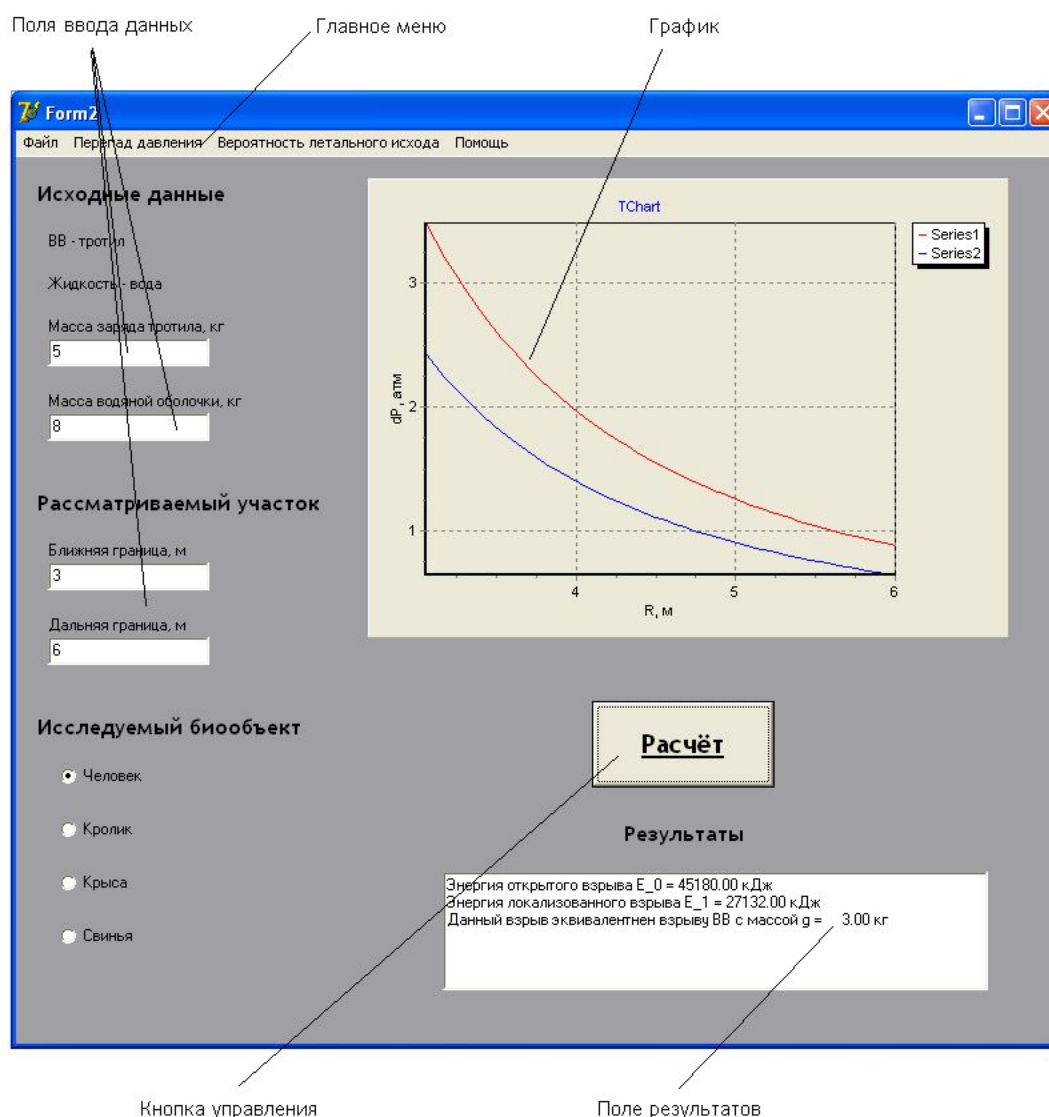 Поля ввода данных
Главное меню
График
Form2
Файл Перепад давления Вероятность летального исхода Помощь
Исходные данные
ВВ - тротил
Жидкость - вода
Масса заряда тротила, кг
5
Масса водяной оболочки, кг
8
Рассматриваемый участок
Ближняя граница, м
3
Дальняя граница, м
6
Исследуемый биообъект
Человек
Кролик
Крыса
Свинья
TChart
Series1
Series2
3
2
1
dP, атм
4 5 6
R, м
Расчёт
Результаты
Энергия открытого взрыва E_0 = 45180.00 кДж
Энергия локализованного взрыва E_1 = 27132.00 кДж
Данный взрыв эквивалентнен взрыву ВВ с массой g = 3.00 кг
Кнопка управления
Поле результатов